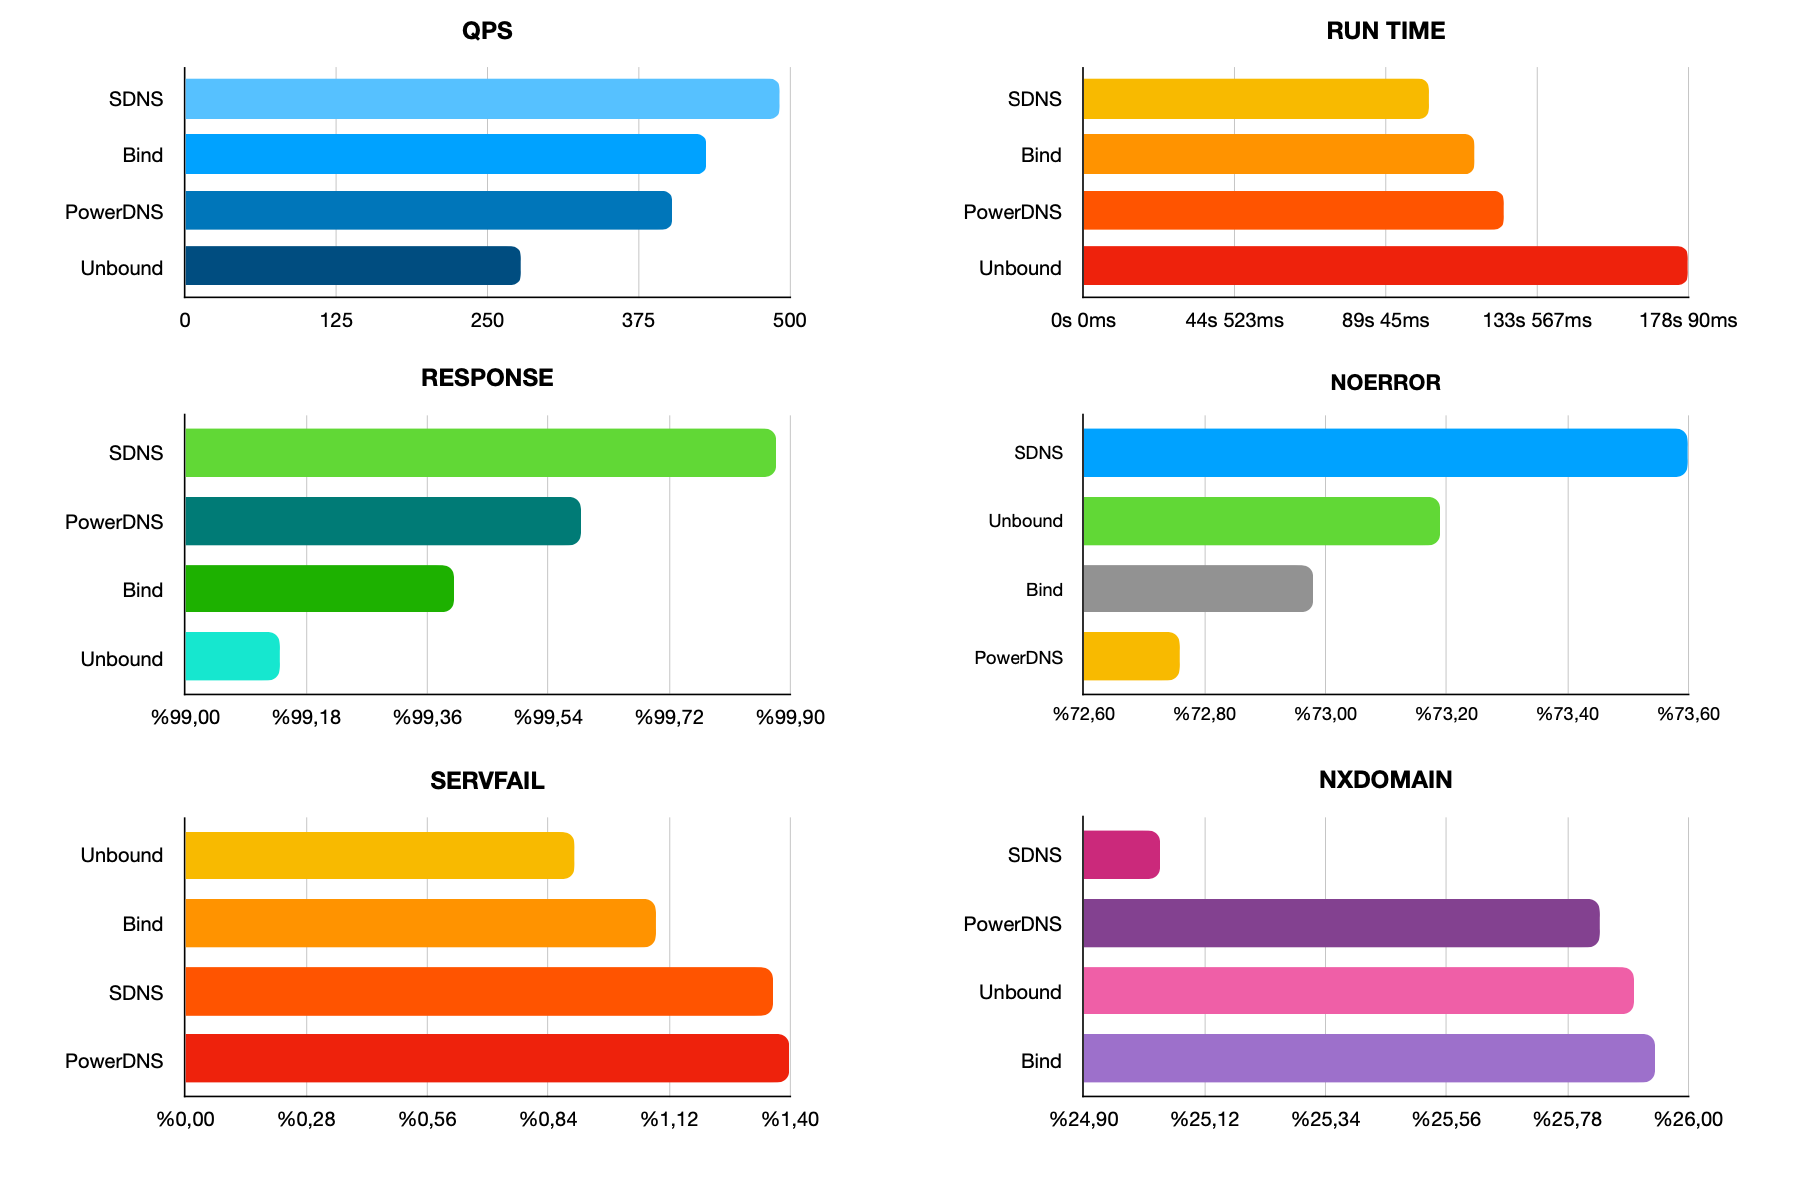 QPS
SDNS
Bind
PowerDNS
Unbound
0 125 250 375 500
RUN TIME
SDNS
Bind
PowerDNS
Unbound
0s 0ms 44s 523ms 89s 45ms 133s 567ms 178s 90ms
RESPONSE
SDNS
PowerDNS
Bind
Unbound
%99,00 %99,18 %99,36 %99,54 %99,72 %99,90
NOERROR
SDNS
Unbound
Bind
PowerDNS
%72,60 %72,80 %73,00 %73,20 %73,40 %73,60
SERVFAIL
Unbound
Bind
SDNS
PowerDNS
%0,00 %0,28 %0,56 %0,84 %1,12 %1,40
NXDOMAIN
SDNS
PowerDNS
Unbound
Bind
%24,90 %25,12 %25,34 %25,56 %25,78 %26,00